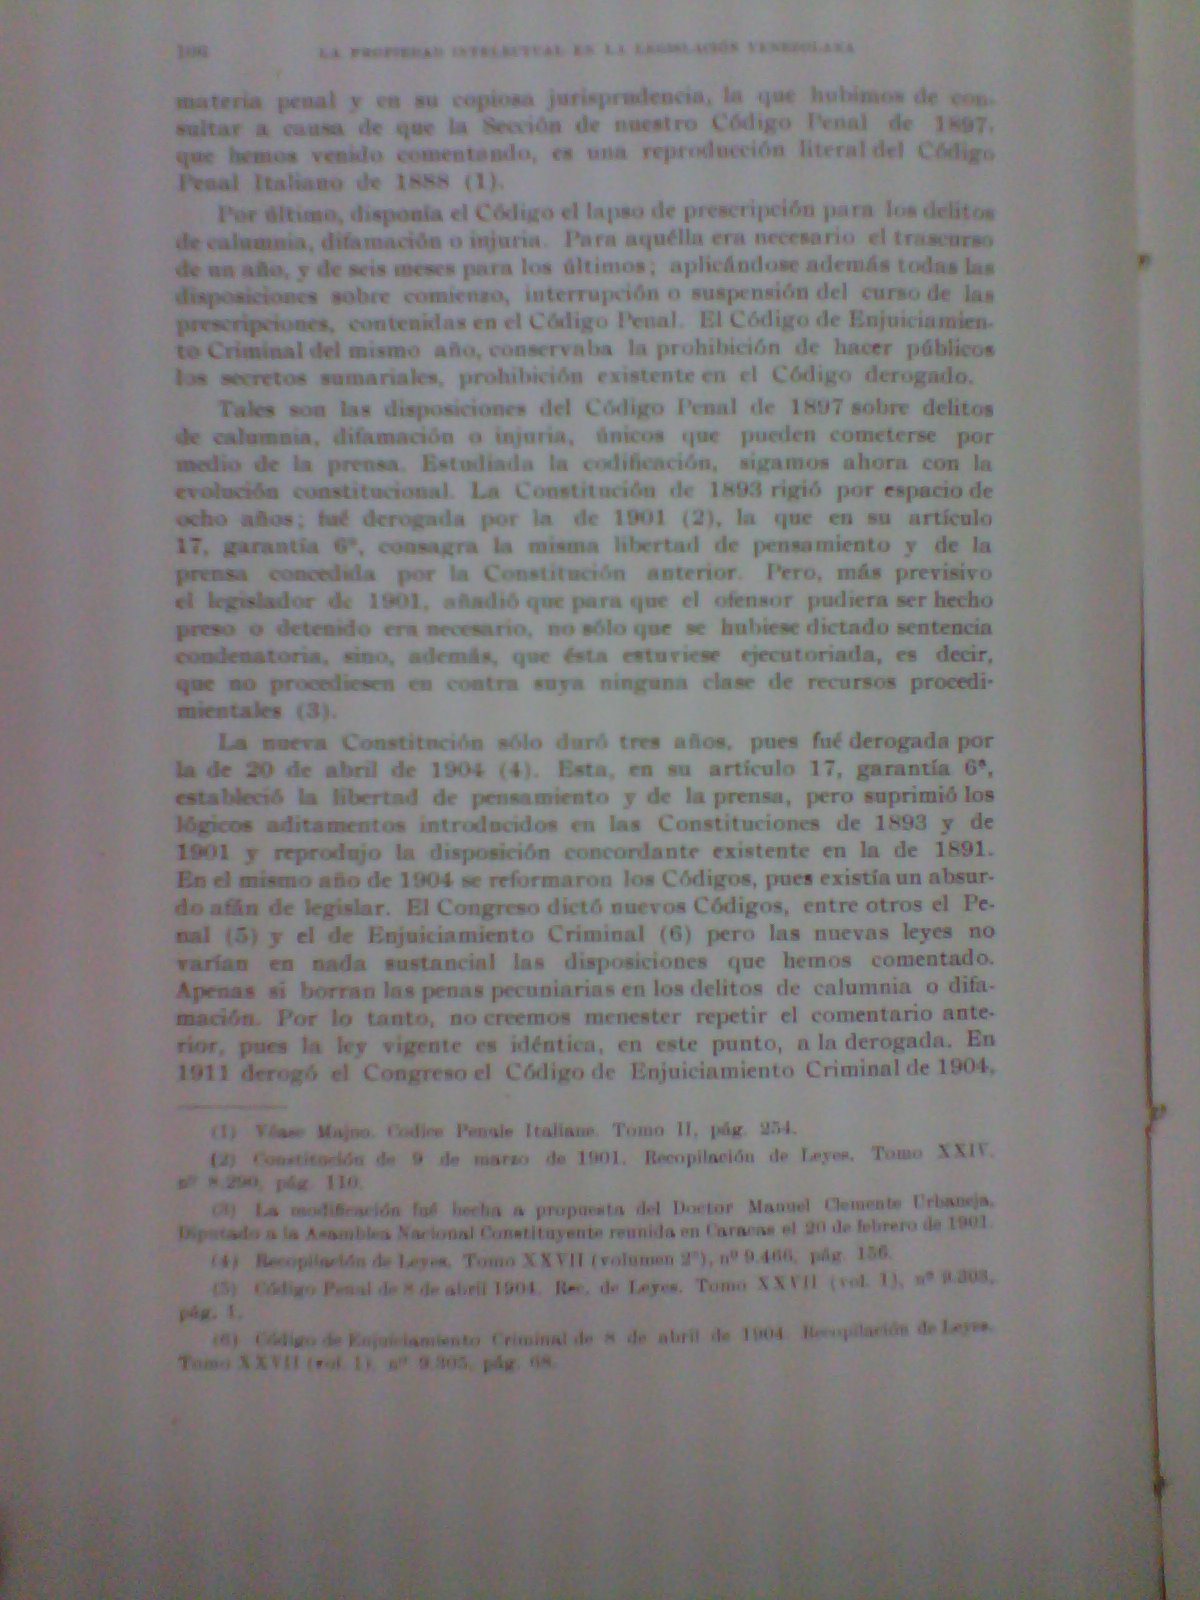 106 LA PROPIEDAD INTELECTUAL EN LA LEGISLACIÓN VENEZOLANA
materia penal y en su copiosa jurisprudencia, la que hubimos de con-
sultar a causa de que la Sección de nuestro Código Penal de 1897,
que hemos venido comentando, es una reproducción literal del Código
Penal Italiano de 1888 (1).
Por último, disponía el Código el lapso de prescripción para los delitos
de calumnia, difamación o injuria. Para aquélla era necesario el trascurso
de un año, y de seis meses para los últimos; aplicándose además todas las
disposiciones sobre comienzo, interrupción o suspensión del curso de las
prescripciones, contenidas en el Código Penal. El Código de Enjuiciamien-
to Criminal del mismo año, conservaba la prohibición de hacer públicos
los secretos sumariales, prohibición existente en el Código derogado.
Tales son las disposiciones del Código Penal de 1897 sobre delitos
de calumnia, difamación o injuria, únicos que pueden cometerse por
medio de la prensa. Estudiada la codificación, sigamos ahora con la
evolución constitucional. La Constitución de 1893 rigió por espacio de
ocho años; fué derogada por la de 1901 (2), la que en su artículo
17, garantía 6ª, consagra la misma libertad de pensamiento y de la
prensa concedida por la Constitución anterior. Pero, más previsivo
el legislador de 1901, añadió que para que el ofensor pudiera ser hecho
preso o detenido era necesario, no sólo que se hubiese dictado sentencia
condenatoria, sino, además, que ésta estuviese ejecutoriada, es decir,
que no procediesen en contra suya ninguna clase de recursos procedi-
mientales (3).
La nueva Constitución sólo duró tres años, pues fué derogada por
la de 20 de abril de 1904 (4). Esta, en su artículo 17, garantía 6ª,
estableció la libertad de pensamiento y de la prensa, pero suprimió los
lógicos aditamentos introducidos en las Constituciones de 1893 y de
1901 y reprodujo la disposición concordante existente en la de 1891.
En el mismo año de 1904 se reformaron los Códigos, pues existía un absur-
do afán de legislar. El Congreso dictó nuevos Códigos, entre otros el Pe-
nal (5) y el de Enjuiciamiento Criminal (6) pero las nuevas leyes no
varían en nada sustancial las disposiciones que hemos comentado.
Apenas si borran las penas pecuniarias en los delitos de calumnia o difa-
mación. Por lo tanto, no creemos menester repetir el comentario ante-
rior, pues la ley vigente es idéntica, en este punto, a la derogada. En
1911 derogó el Congreso el Código de Enjuiciamiento Criminal de 1904,
(1) Véase Majno. Codice Penale Italiane. Tomo II, pág. 254.
(2) Constitución de 9 de marzo de 1901. Recopilación de Leyes. Tomo XXIV.
nº 8.290, pág. 110.
(3) La modificación fué hecha a propuesta del Doctor Manuel Clemente Urbaneja,
Diputado a la Asamblea Nacional Constituyente reunida en Caracas el 20 de febrero de 1901.
(4) Recopilación de Leyes. Tomo XXVII (volumen 2º), nº 9.466, pág. 156.
(5) Código Penal de 8 de abril 1904. Rec. de Leyes. Tomo XXVII (vol. 1), nº 9.303,
pág. 1.
(6) Código de Enjuiciamiento Criminal de 8 de abril de 1904. Recopilación de Leyes.
Tomo XXVII (vol. 1), nº 9.305, pág. 68.